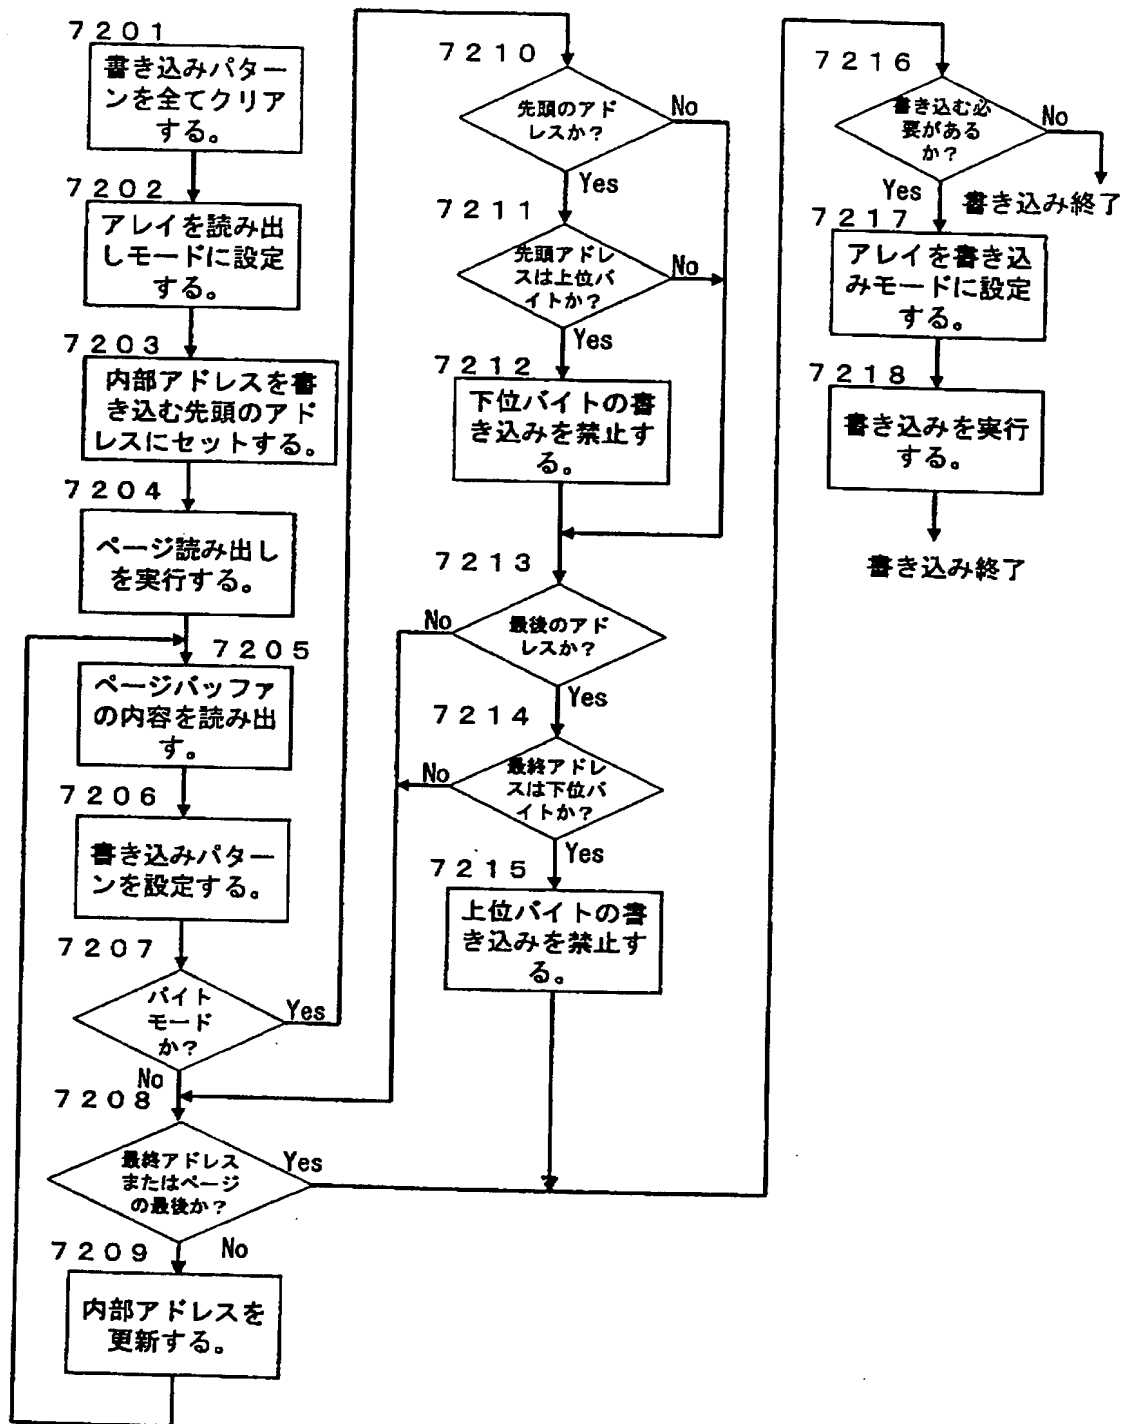 7201
書き込みパター
ンを全てクリア
する。
7202
アレイを読み出
しモードに設定
する。
7203
内部アドレスを書
き込む先頭のアド
レスにセットする。
7204
ページ読み出し
を実行する。
7205
ページバッファ
の内容を読み出
す。
7206
書き込みパター
ンを設定する。
7207
バイト
モード
か?
Yes
No
7208
最終アドレス
またはページ
の最後か?
Yes
No
7209
内部アドレスを
更新する。
7210
先頭のアド
レスか?
No
Yes
7211
先頭アドレ
スは上位バ
イトか?
No
Yes
7212
下位バイトの書
き込みを禁止す
る。
7213
最後のアド
レスか?
No
Yes
7214
最終アドレ
スは下位バ
イトか?
No
Yes
7215
上位バイトの書
き込みを禁止す
る。
7216
書き込む必
要がある
か?
No
Yes
書き込み終了
7217
アレイを書き込
みモードに設定
する。
7218
書き込みを実行
する。
書き込み終了